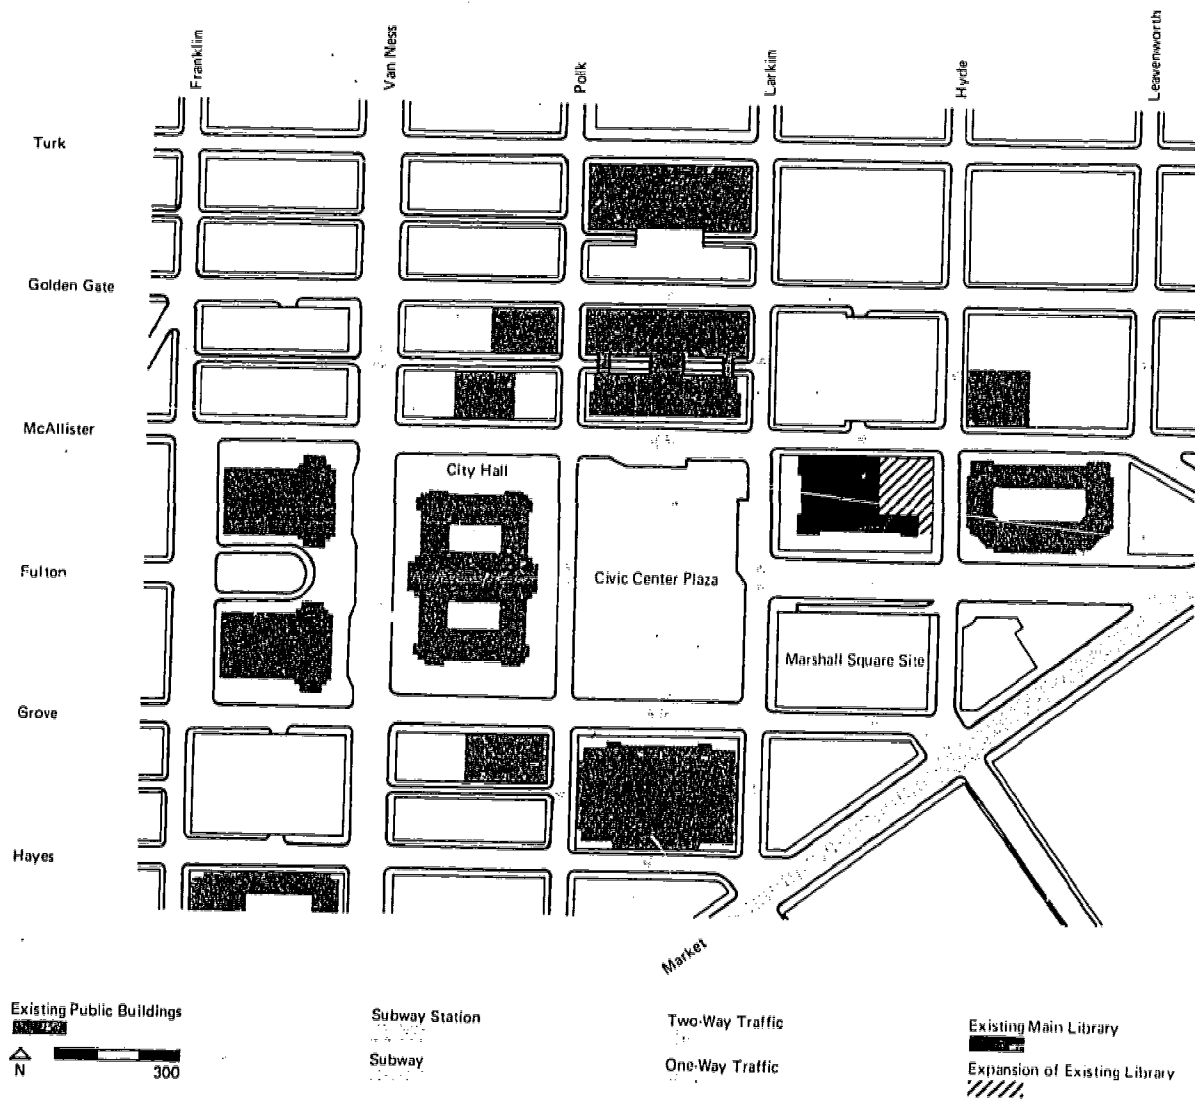 Franklin
Van Ness
Polk
Larkin
Hyde
Leavenworth
Turk
Golden Gate
McAllister
City Hall
Fulton
Civic Center Plaza
Marshall Square Site
Grove
Hayes
Market
Existing Public Buildings
N
300
Subway Station
Subway
Two-Way Traffic
One-Way Traffic
Existing Main Library
Expansion of Existing Library